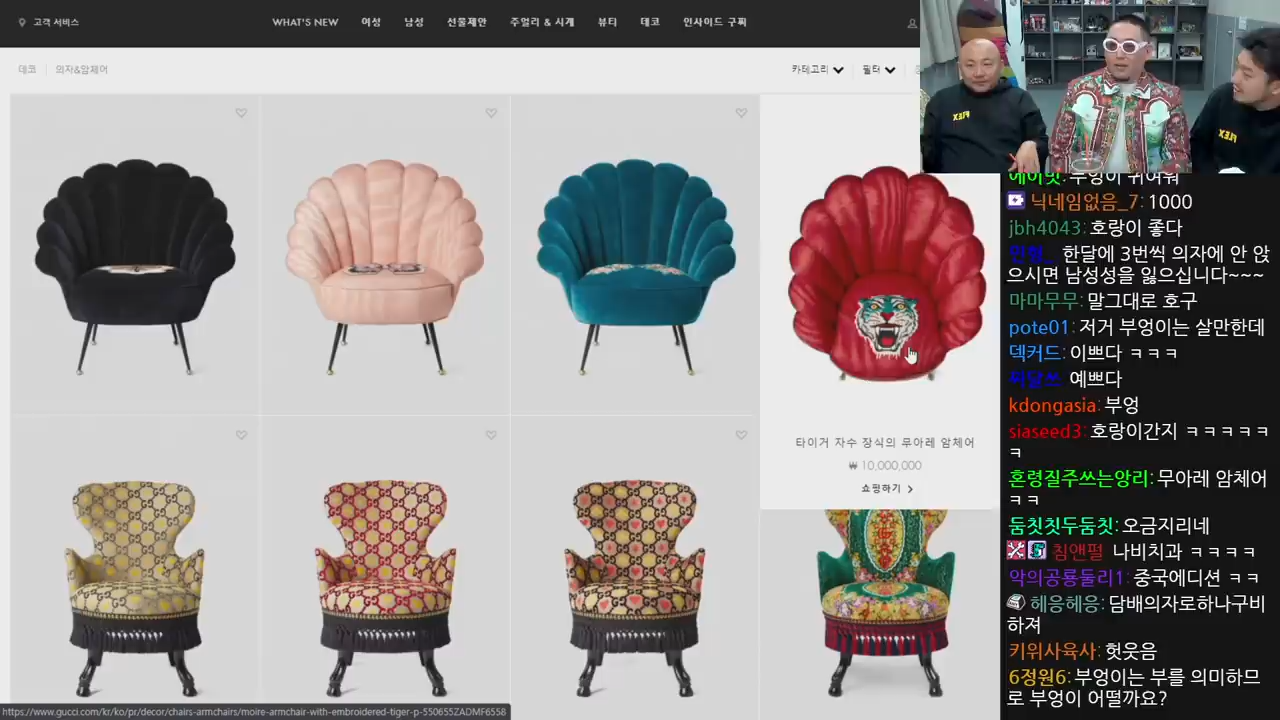 고객 서비스
WHAT'S NEW 여성 남성 선물제안 주얼리 & 시계 뷰티 데코 인사이드 구찌
데코 의자&암체어
카테고리 필터
타이거 자수 장식의 무아레 암체어
₩ 10,000,000
쇼핑하기
https://www.gucci.com/kr/ko/pr/decor/chairs-armchairs/moire-armchair-with-embroidered-tiger-p-550655ZADMF6558
FLEX
FLEX
부엉이 귀여워
닉네임없음_7: 1000
jbh4043: 호랑이 좋다
한달에 3번씩 의자에 안 앉
으시면 남성성을 잃으십니다~~~
마마무무: 말그대로 호구
pote01: 저거 부엉이는 살만한데
덱커드: 이쁘다 ㅋㅋㅋ
예쁘다
kdongasia: 부엉
siaseed3: 호랑이간지 ㅋㅋㅋㅋㅋ
ㅋ
혼령질주쓰는앙리: 무아레 암체어
ㅋㅋ
둠칫칫두둠칫: 오금지리네
침앤펄 나비치과 ㅋㅋㅋㅋ
악의공룡둘리1: 중국에디션 ㅋㅋ
헤응헤응: 담배의자로하나구비
하져
키위사육사: 헛웃음
6정원6: 부엉이는 부를 의미하므
로 부엉이 어떨까요?